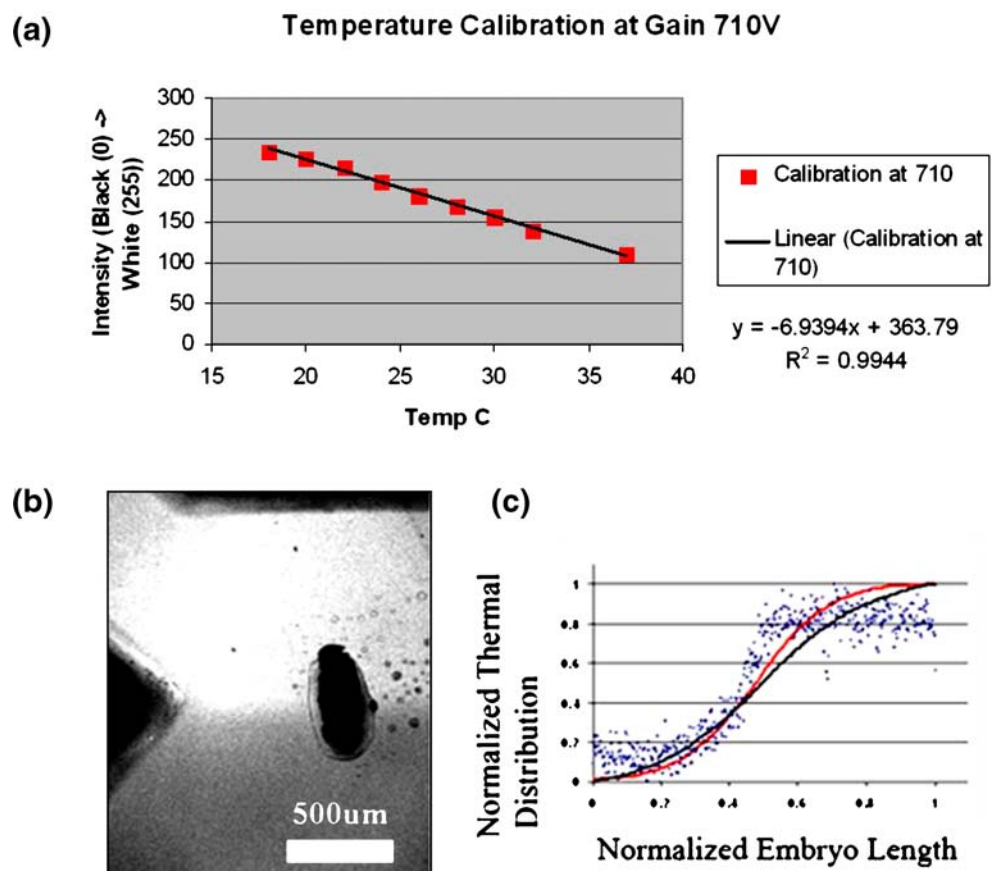 (a)
Temperature Calibration at Gain 710V
Intensity (Black (0) ->
White (255))
300
250
200
150
100
50
0
15 20 25 30 35 40
Temp C
Calibration at 710
Linear (Calibration at
710)
y = -6.9394x + 363.79
R² = 0.9944
(b)
500um
(c)
Normalized Thermal
Distribution
1
0.8
0.6
0.4
0.2
0
0 0.2 0.4 0.6 0.8 1
Normalized Embryo Length